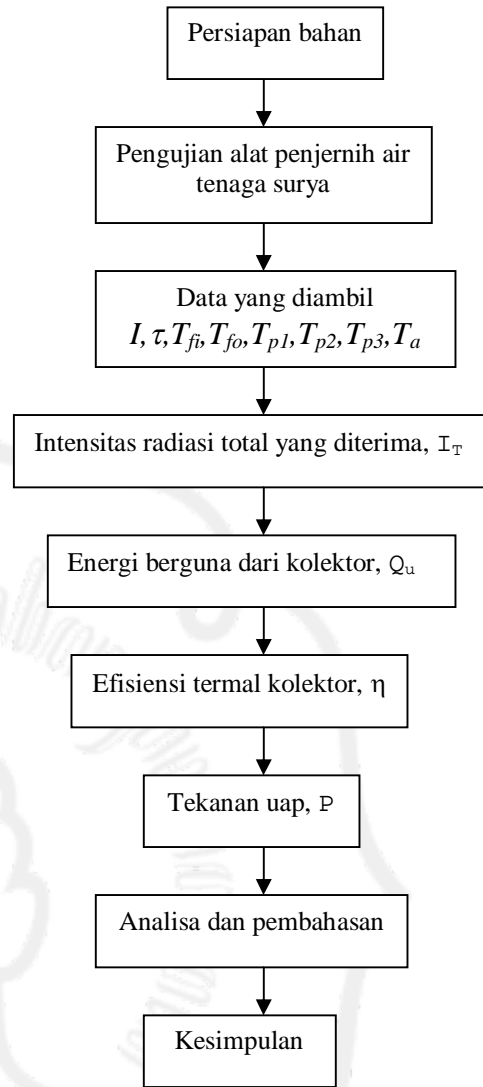 Persiapan bahan
Pengujian alat penjernih air
tenaga surya
Data yang diambil
I, τ, T_fi, T_fo, T_p1, T_p2, T_p3, T_a
Intensitas radiasi total yang diterima, I_T
Energi berguna dari kolektor, Q_u
Efisiensi termal kolektor, η
Tekanan uap, P
Analisa dan pembahasan
Kesimpulan